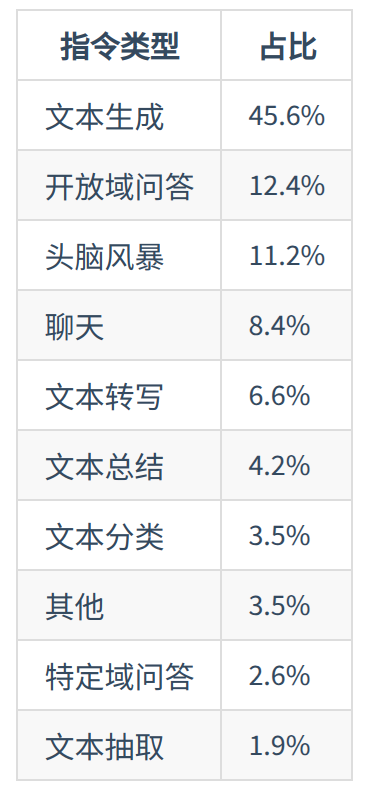 指令类型 占比
文本生成 45.6%
开放域问答 12.4%
头脑风暴 11.2%
聊天 8.4%
文本转写 6.6%
文本总结 4.2%
文本分类 3.5%
其他 3.5%
特定域问答 2.6%
文本抽取 1.9%